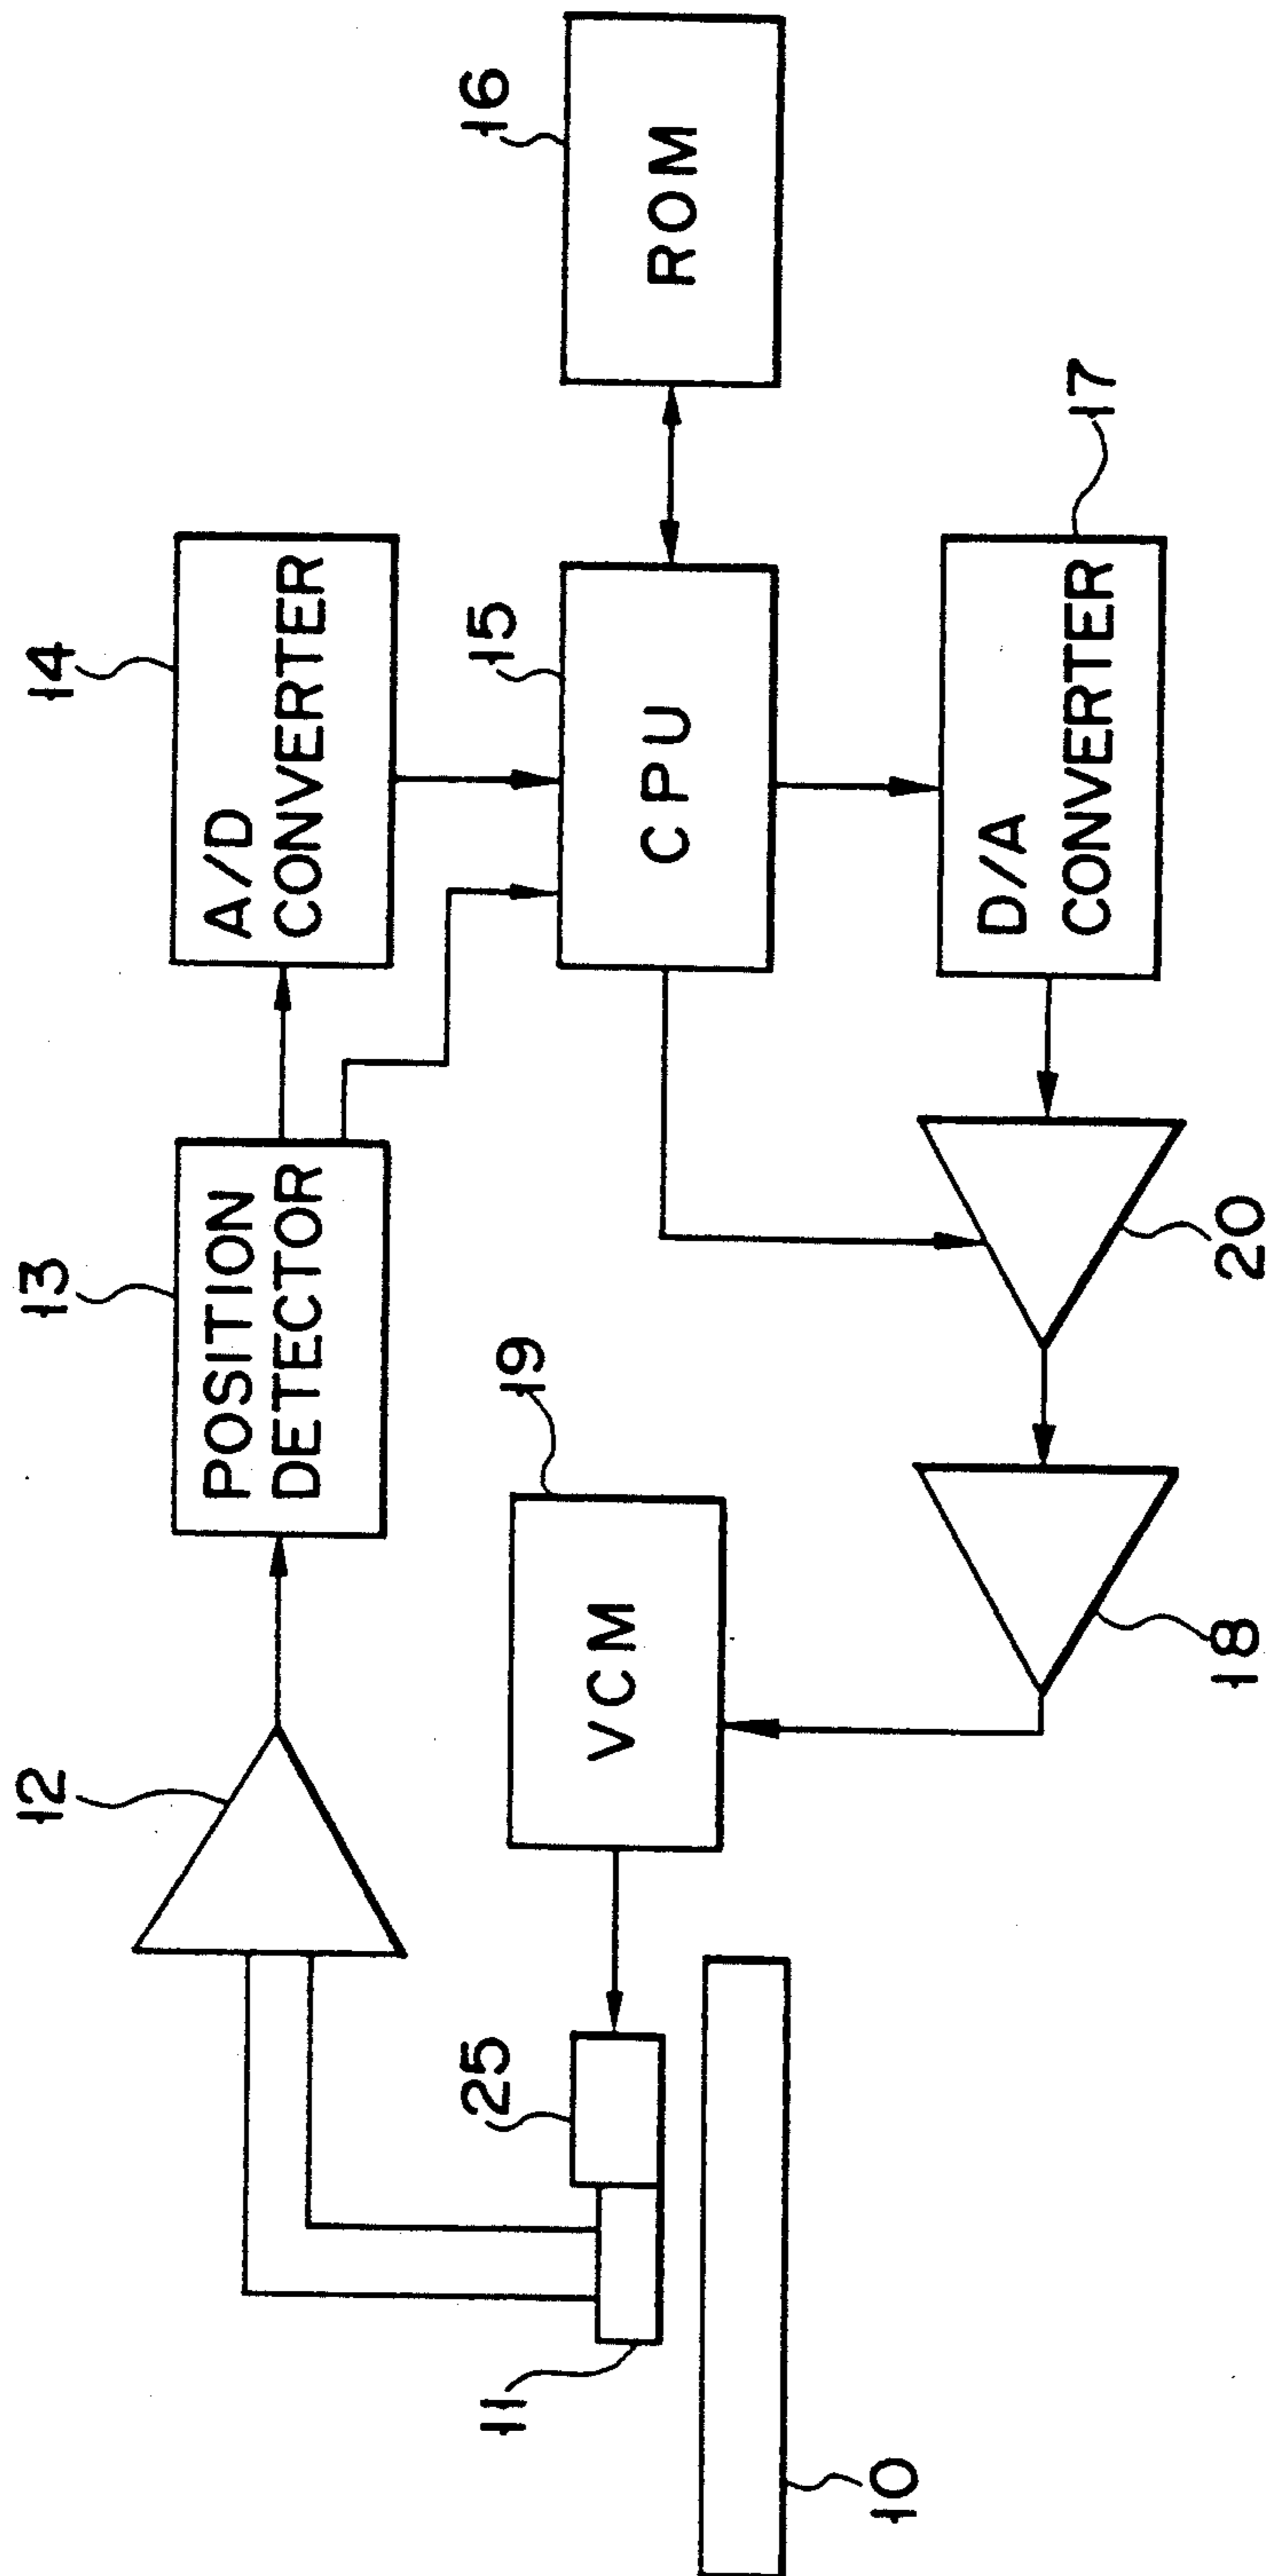 12
13
14
POSITION
DETECTOR
A/D
CONVERTER
11
25
19
15
16
VCM
CPU
ROM
10
D/A
CONVERTER
17
18
20